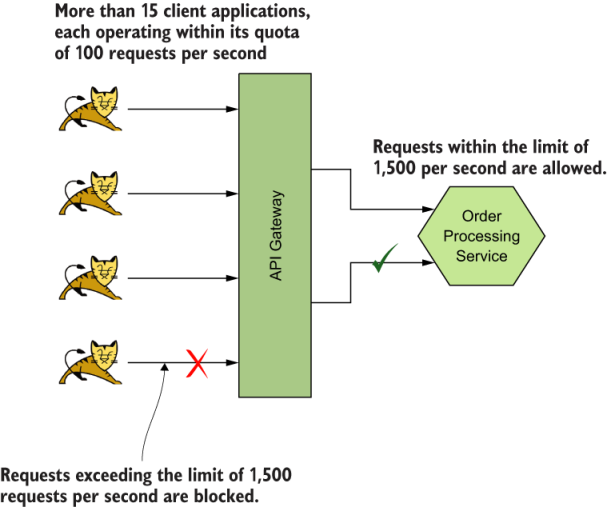 More than 15 client applications,
each operating within its quota
of 100 requests per second
Requests within the limit of
1,500 per second are allowed.
API Gateway
Order
Processing
Service
Requests exceeding the limit of 1,500
requests per second are blocked.